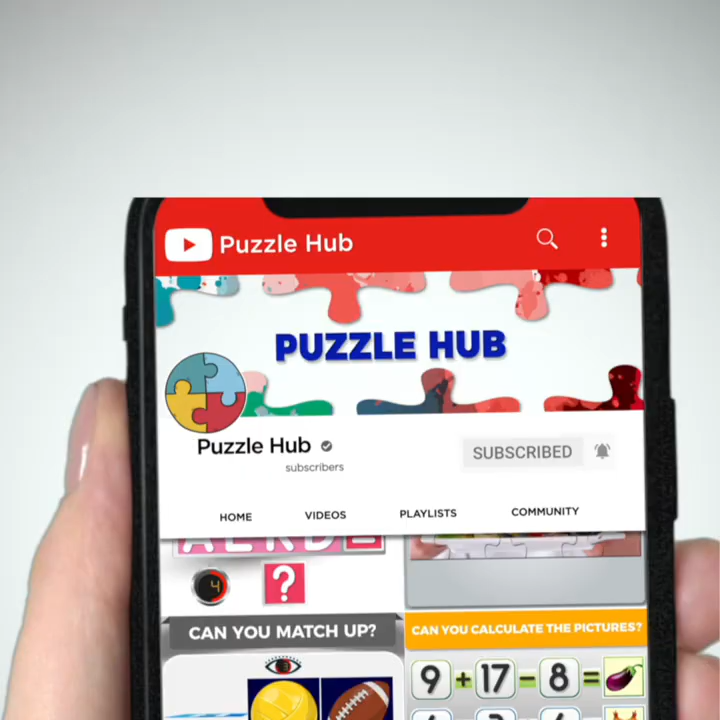 Puzzle Hub
PUZZLE HUB
Puzzle Hub
subscribers
SUBSCRIBED
HOME VIDEOS PLAYLISTS COMMUNITY
4 ?
CAN YOU MATCH UP?
CAN YOU CALCULATE THE PICTURES?
9 + 17 - 8 =